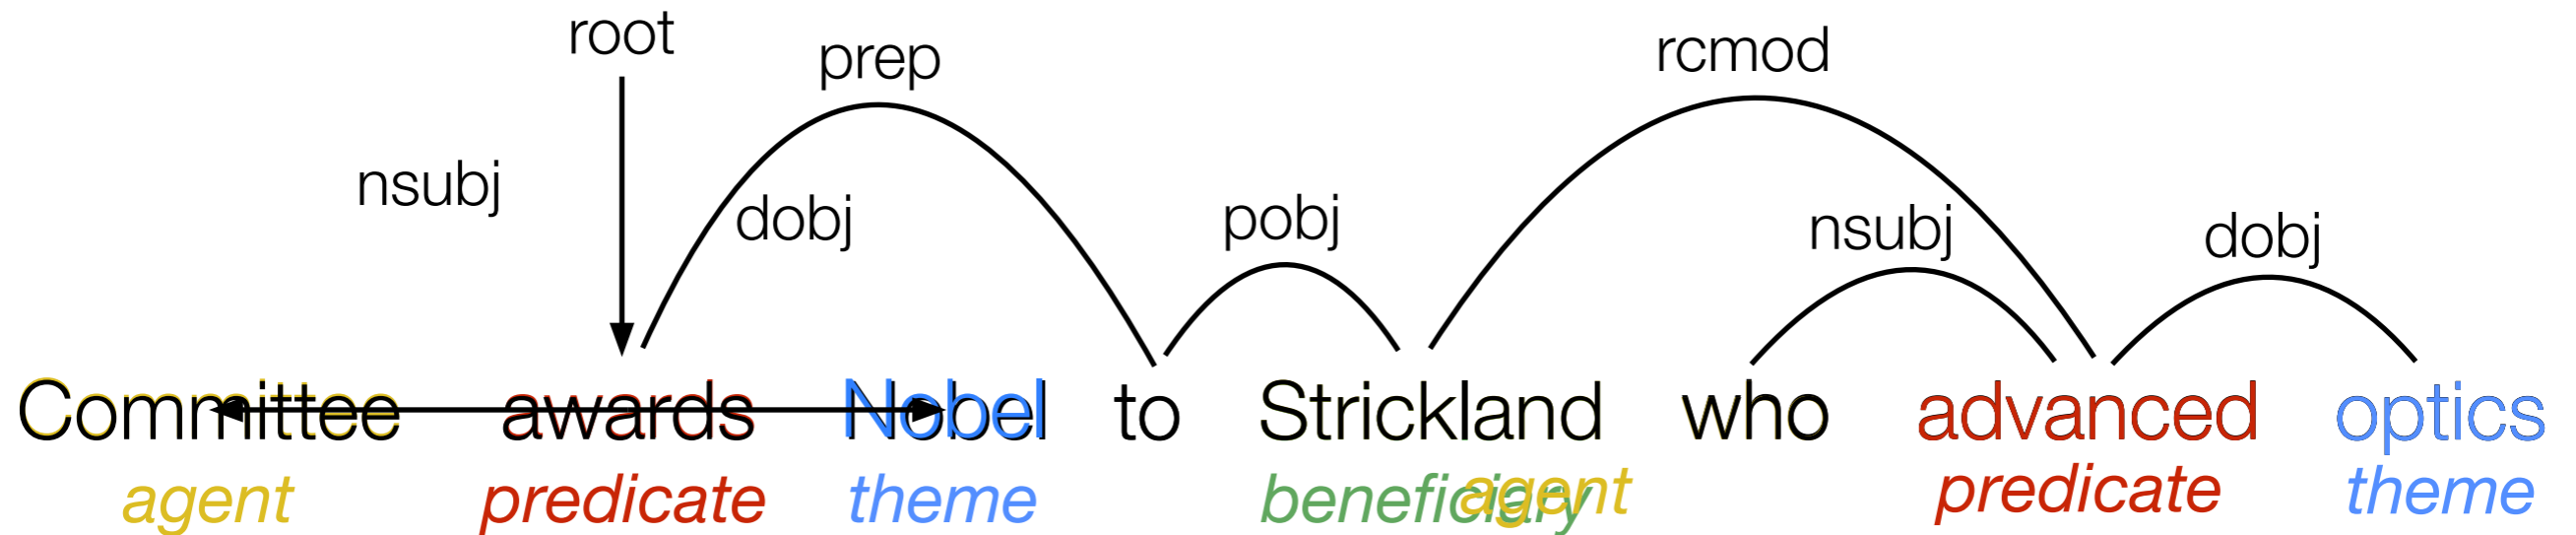 root
prep
rcmod
nsubj
dobj
pobj
nsubj
dobj
Committee awards Nobel to Strickland who advanced optics
agent predicate theme beneficiary agent predicate theme